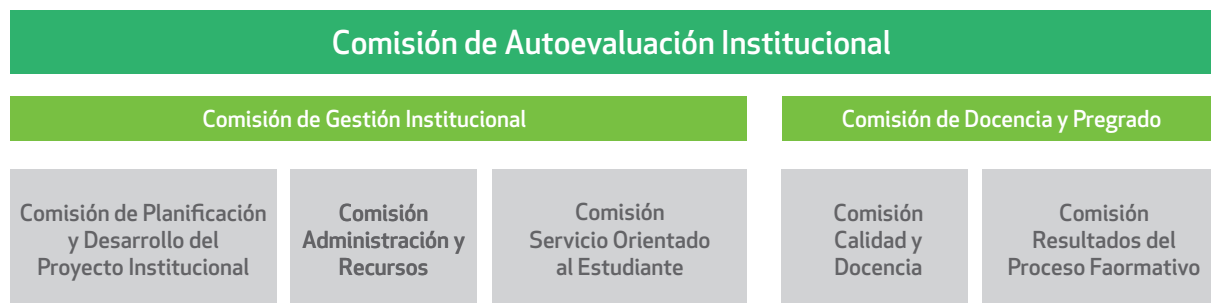 Comisión de Autoevaluación Institucional
Comisión de Gestión Institucional
Comisión de Docencia y Pregrado
Comisión de Planificación
y Desarrollo del
Proyecto Institucional
Comisión
Administración y
Recursos
Comisión
Servicio Orientado
al Estudiante
Comisión
Calidad y
Docencia
Comisión
Resultados del
Proceso Faormativo